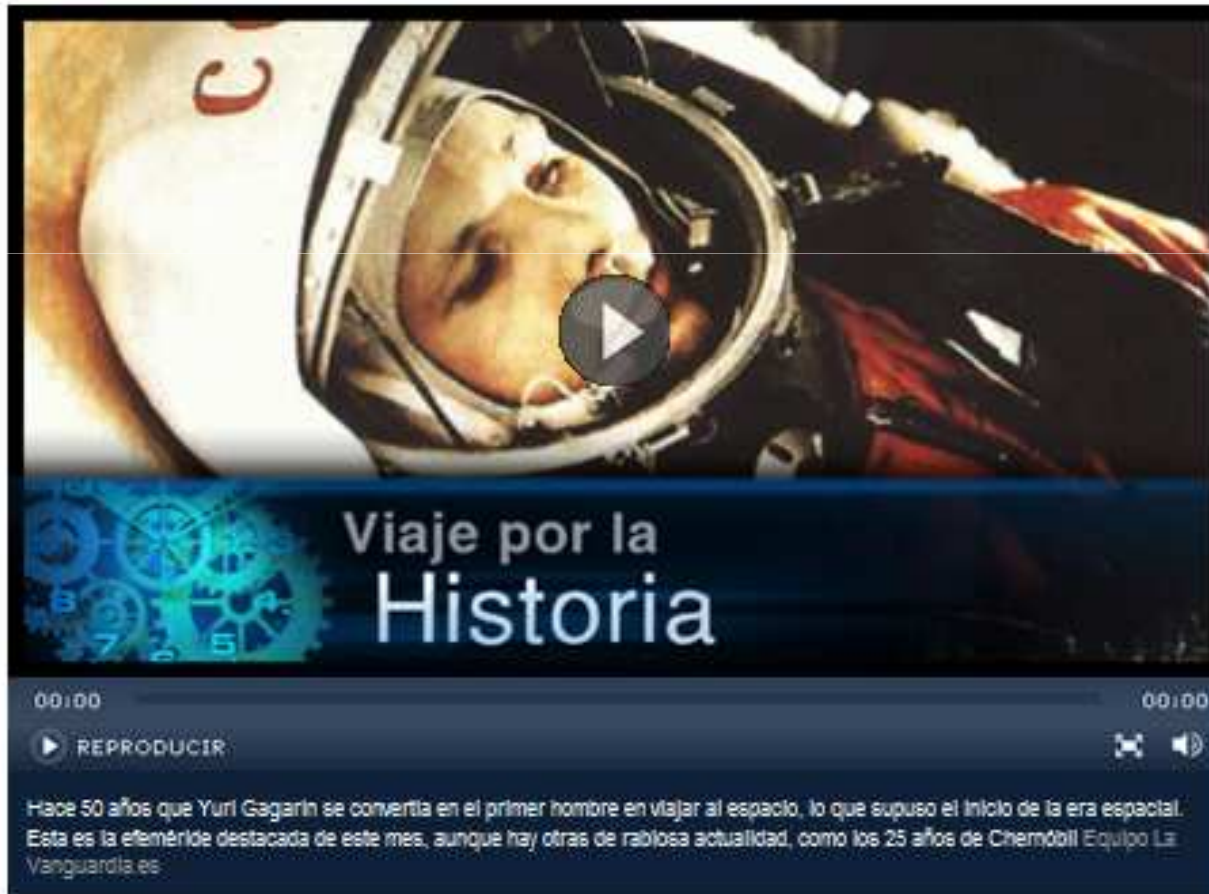 C
Viaje por la
Historia
6
7
5
00:00 00:00
REPRODUCIR
Hace 50 años que Yuri Gagarin se convertía en el primer hombre en viajar al espacio, lo que supuso el inicio de la era espacial.
Esta es la efeméride destacada de este mes, aunque hay otras de rabiosa actualidad, como los 25 años de Chernóbil Equipo La
Vanguardia.es